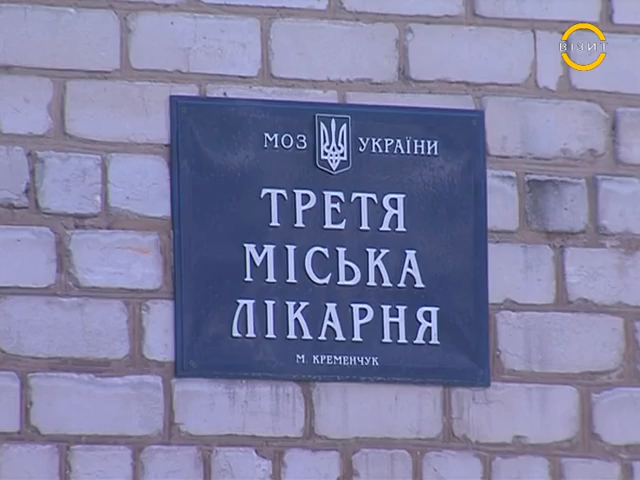 ВІЗИТ
МОЗ УКРАЇНИ
ТРЕТЯ
МІСЬКА
ЛІКАРНЯ
М. КРЕМЕНЧУК